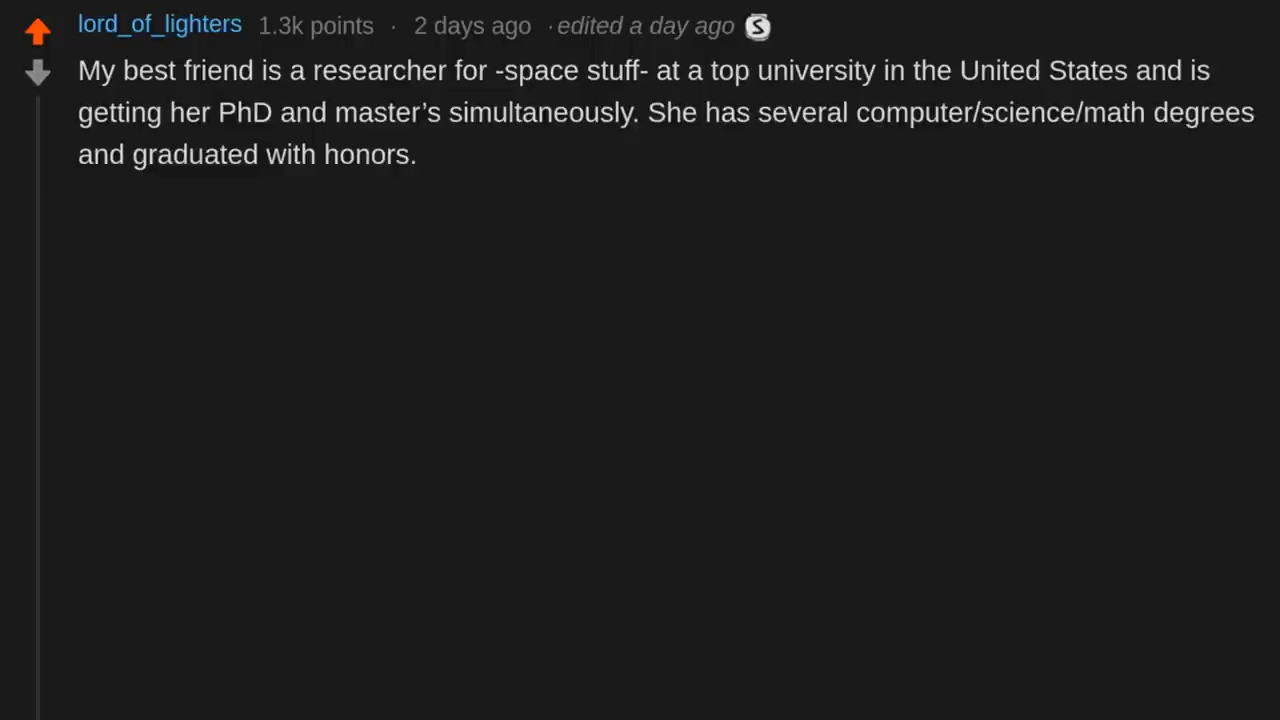 lord_of_lighters 1.3k points · 2 days ago · edited a day ago S
My best friend is a researcher for -space stuff- at a top university in the United States and is
getting her PhD and master’s simultaneously. She has several computer/science/math degrees
and graduated with honors.